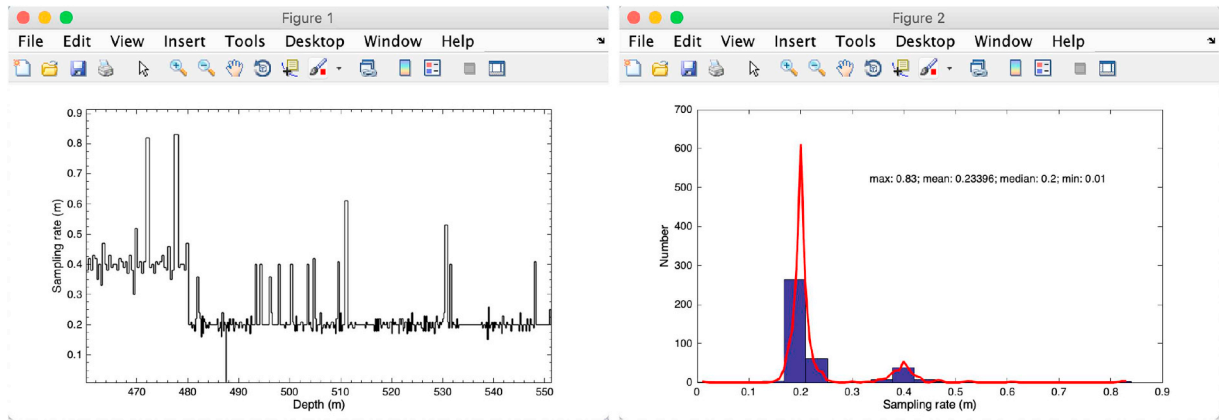 Figure 1
File Edit View Insert Tools Desktop Window Help
0.9
0.8
0.7
0.6
0.5
0.4
0.3
0.2
0.1
Sampling rate (m)
470 480 490 500 510 520 530 540 550
Depth (m)
Figure 2
File Edit View Insert Tools Desktop Window Help
700
600
500
400
300
200
100
0
Number
max: 0.83; mean: 0.23396; median: 0.2; min: 0.01
0 0.1 0.2 0.3 0.4 0.5 0.6 0.7 0.8 0.9
Sampling rate (m)